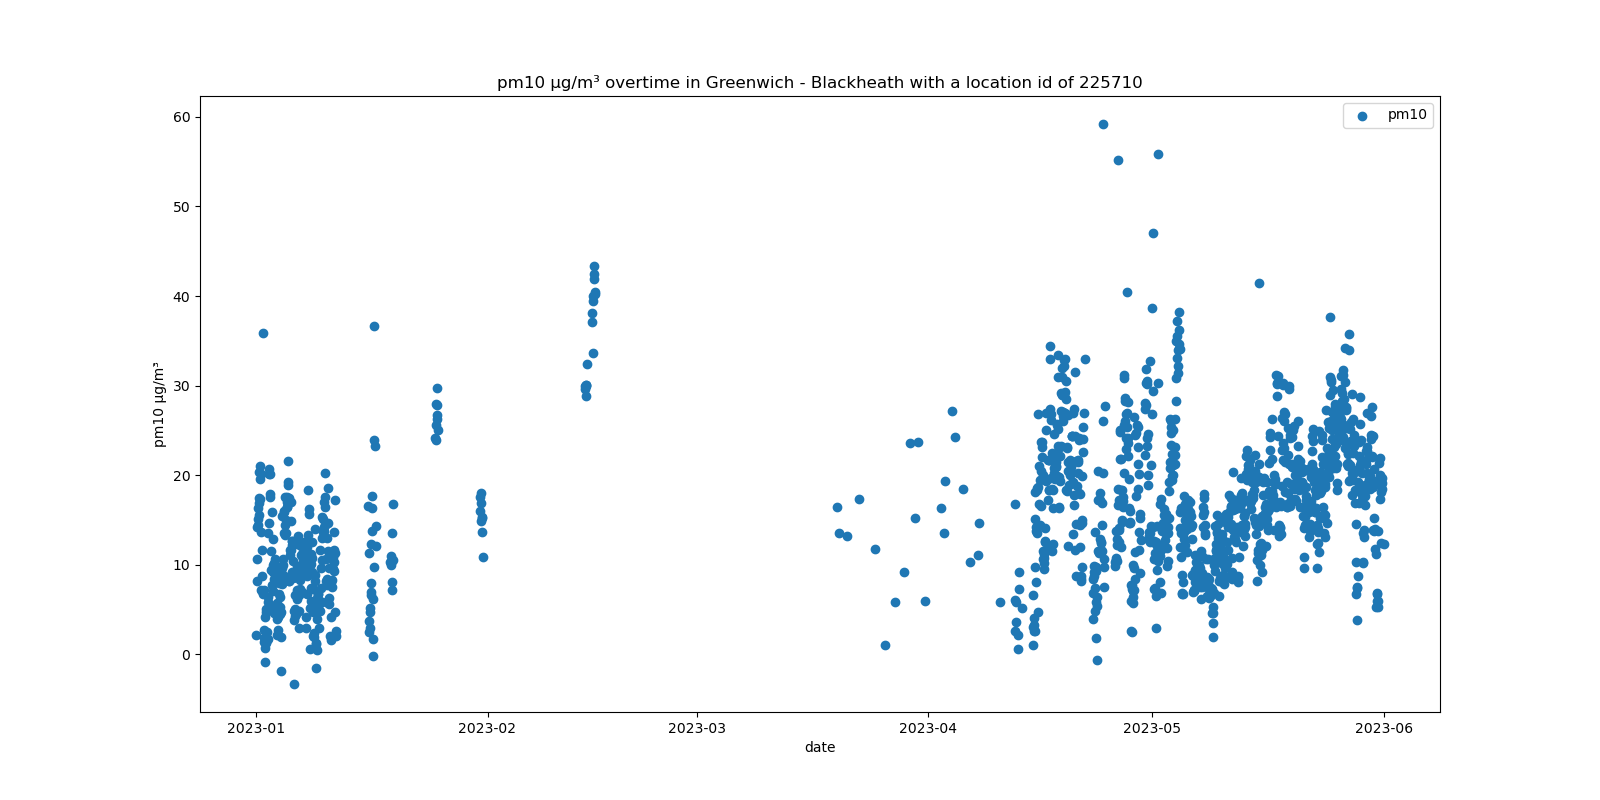 pm10 µg/m³ overtime in Greenwich - Blackheath with a location id of 225710
pm10
60
50
40
30
20
10
0
pm10 µg/m³
2023-01 2023-02 2023-03 2023-04 2023-05 2023-06
date